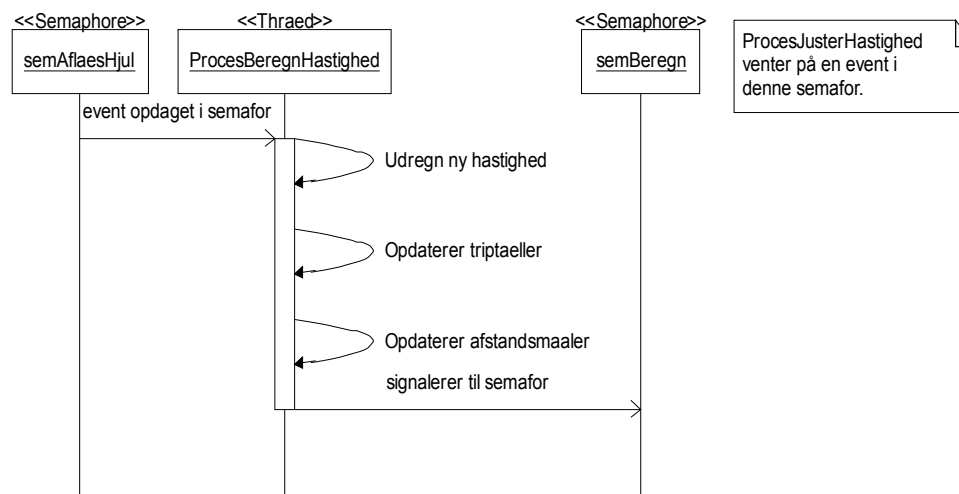 <<Semaphore>>
<<Thraed>>
<<Semaphore>>
semAflaesHjul
ProcesBeregnHastighed
semBeregn
ProcesJusterHastighed
venter på en event i
denne semafor.
event opdaget i semafor
Udregn ny hastighed
Opdaterer triptaeller
Opdaterer afstandsmaaler
signalerer til semafor